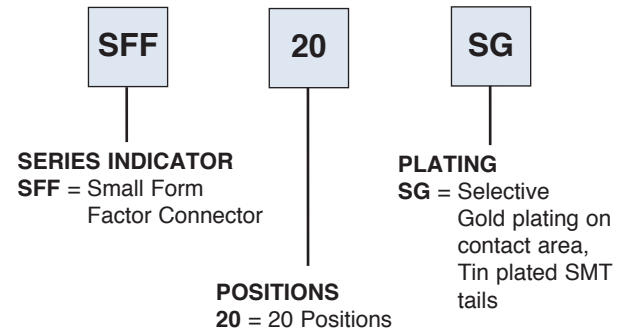 SFF
20
SG
SERIES INDICATOR
SFF = Small Form
Factor Connector
PLATING
SG = Selective
Gold plating on
contact area,
Tin plated SMT
tails
POSITIONS
20 = 20 Positions